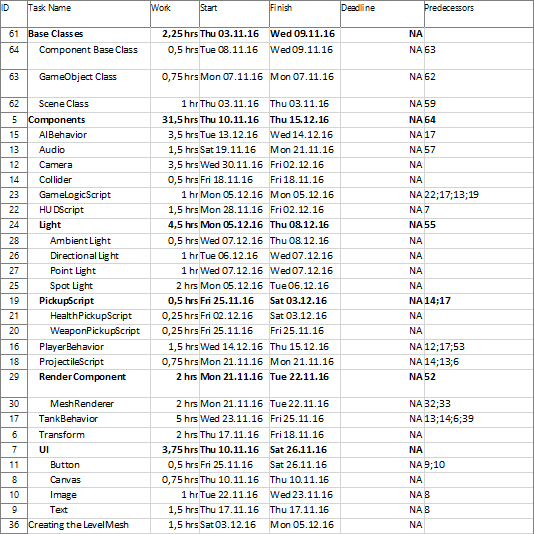 ID Task Name Work Start Finish Deadline Predecessors
61 Base Classes 2,25 hrs Thu 03.11.16 Wed 09.11.16 NA
64 Component Base Class 0,5 hrs Tue 08.11.16 Wed 09.11.16 NA 63
63 GameObject Class 0,75 hrs Mon 07.11.16 Mon 07.11.16 NA 62
62 Scene Class 1 hr Thu 03.11.16 Thu 03.11.16 NA 59
5 Components 31,5 hrs Thu 10.11.16 Thu 15.12.16 NA 64
15 AIBehavior 3,5 hrs Tue 13.12.16 Wed 14.12.16 NA 17
13 Audio 1,5 hrs Sat 19.11.16 Mon 21.11.16 NA 57
12 Camera 3,5 hrs Wed 30.11.16 Fri 02.12.16 NA
14 Collider 0,5 hrs Fri 18.11.16 Fri 18.11.16 NA
23 GameLogicScript 1 hr Mon 05.12.16 Mon 05.12.16 NA 22;17;13;19
22 HUDScript 1,5 hrs Mon 28.11.16 Fri 02.12.16 NA 7
24 Light 4,5 hrs Mon 05.12.16 Thu 08.12.16 NA 55
28 Ambient Light 0,5 hrs Wed 07.12.16 Thu 08.12.16 NA
26 Directional Light 1 hr Tue 06.12.16 Wed 07.12.16 NA
27 Point Light 1 hr Wed 07.12.16 Wed 07.12.16 NA
25 Spot Light 2 hrs Mon 05.12.16 Tue 06.12.16 NA
19 PickupScript 0,5 hrs Fri 25.11.16 Sat 03.12.16 NA 14;17
21 HealthPickupScript 0,25 hrs Fri 02.12.16 Sat 03.12.16 NA
20 WeaponPickupScript 0,25 hrs Fri 25.11.16 Fri 25.11.16 NA
16 PlayerBehavior 1,5 hrs Wed 14.12.16 Thu 15.12.16 NA 12;17;53
18 ProjectileScript 0,75 hrs Mon 21.11.16 Mon 21.11.16 NA 14;13;6
29 Render Component 2 hrs Mon 21.11.16 Tue 22.11.16 NA 52
30 MeshRenderer 2 hrs Mon 21.11.16 Tue 22.11.16 NA 32;33
17 TankBehavior 5 hrs Wed 23.11.16 Fri 25.11.16 NA 13;14;6;39
6 Transform 2 hrs Thu 17.11.16 Fri 18.11.16 NA
7 UI 3,75 hrs Thu 10.11.16 Sat 26.11.16 NA
11 Button 0,5 hrs Fri 25.11.16 Sat 26.11.16 NA 9;10
8 Canvas 0,75 hrs Thu 10.11.16 Thu 10.11.16 NA
10 Image 1 hr Tue 22.11.16 Wed 23.11.16 NA 8
9 Text 1,5 hrs Thu 17.11.16 Thu 17.11.16 NA 8
36 Creating the Level Mesh 1,5 hrs Sat 03.12.16 Mon 05.12.16 NA